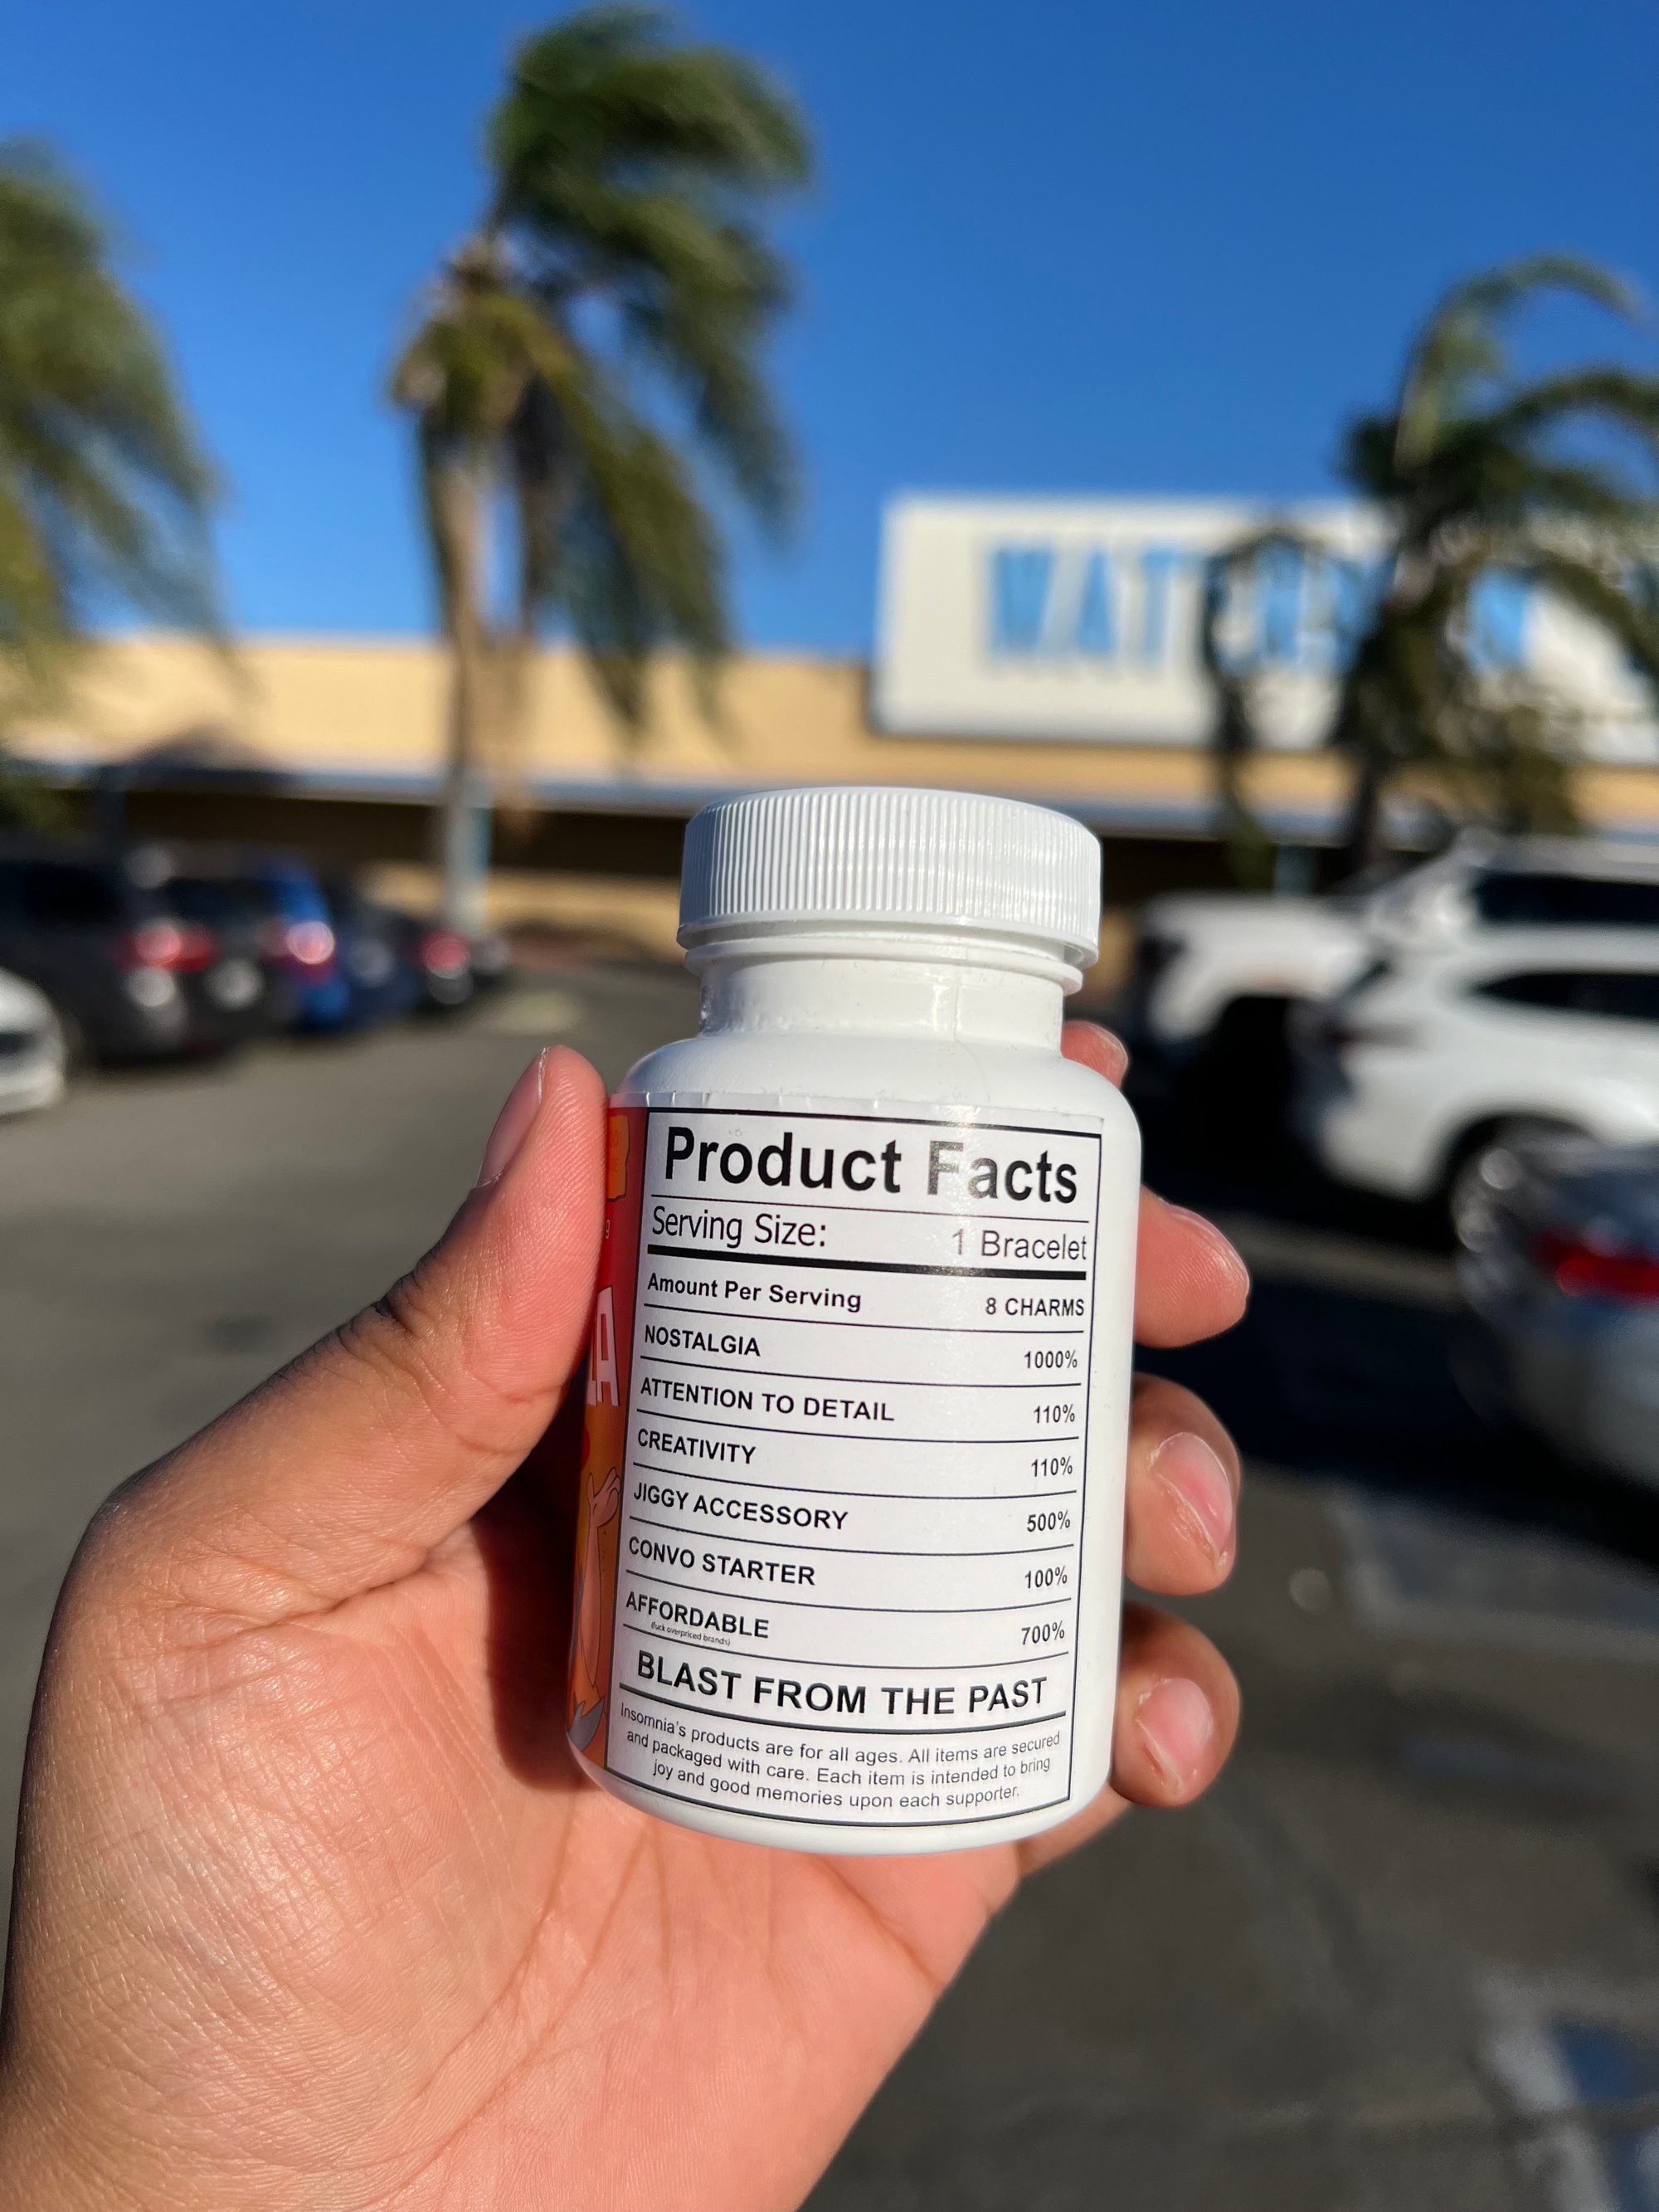 Product Facts
Serving Size: 1 Bracelet
Amount Per Serving 8 CHARMS
NOSTALGIA 1000%
ATTENTION TO DETAIL 110%
CREATIVITY 110%
JIGGY ACCESSORY 500%
CONVO STARTER 100%
AFFORDABLE 700%
(fuck overpriced brands)
BLAST FROM THE PAST
Insomnia's products are for all ages. All items are secured
and packaged with care. Each item is intended to bring
joy and good memories upon each supporter.